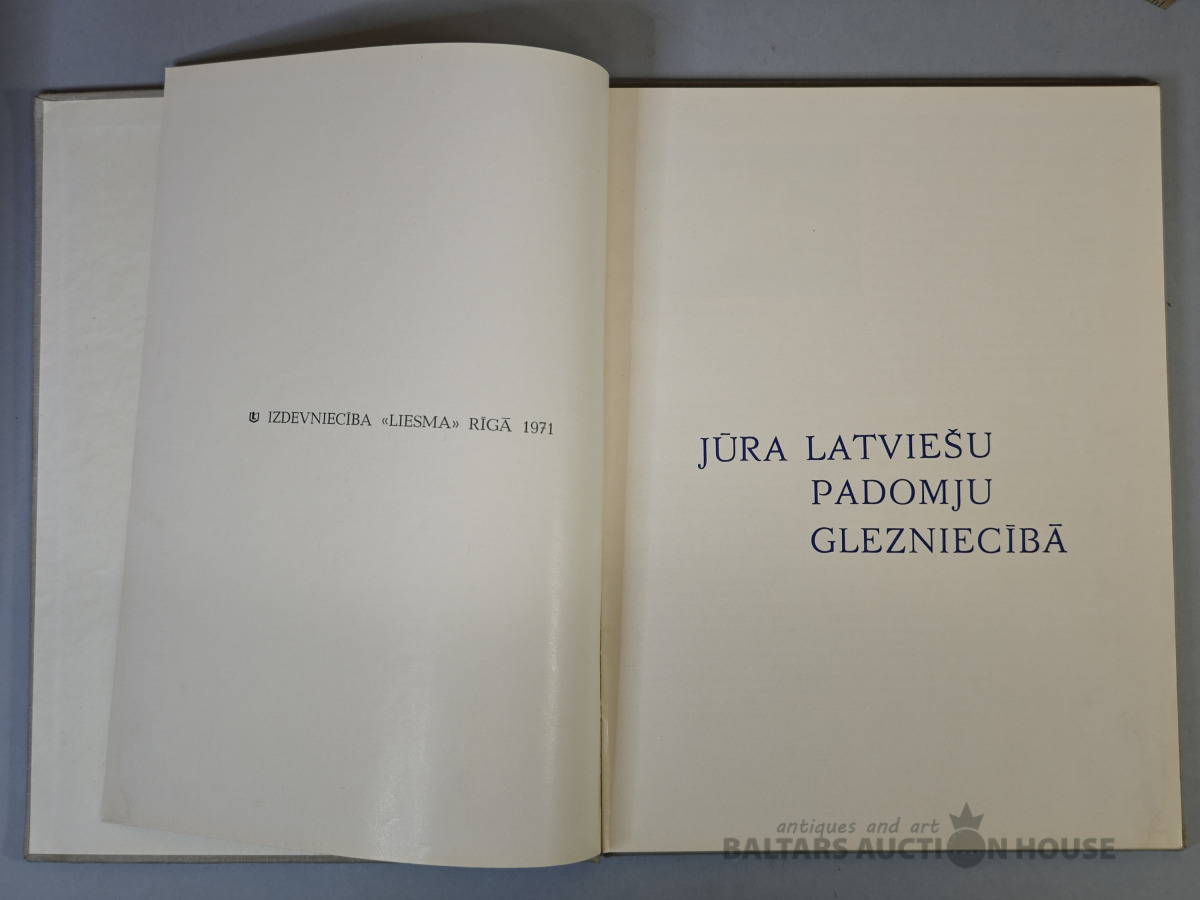 IZDEVNIECĪBA «LIESMA» RĪGĀ 1971
JŪRA LATVIEŠU
PADOMJU
GLEZNIECĪBĀ
antiques and art
BALTARS AUCTION HOUSE